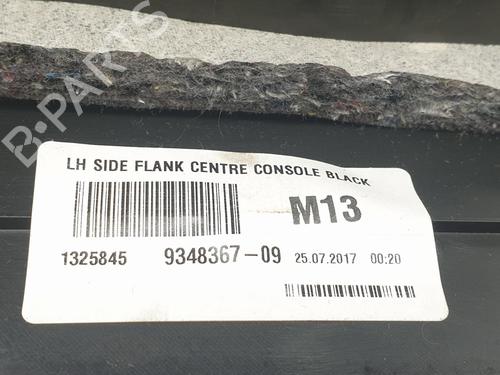 B-PARTS
LH SIDE FLANK CENTRE CONSOLE BLACK
M13
1325845 9348367-09 25.07.2017 00:20